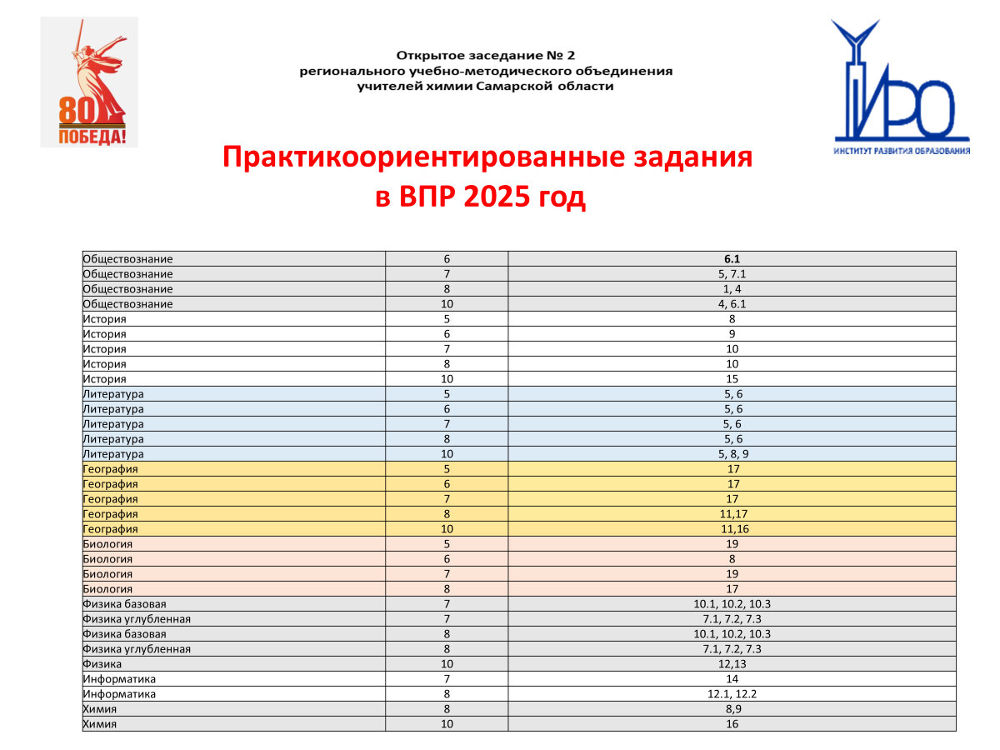 80
ПОБЕДА!
Открытое заседание № 2
регионального учебно-методического объединения
учителей химии Самарской области
ИРО
ИНСТИТУТ РАЗВИТИЯ ОБРАЗОВАНИЯ
Практикоориентированные задания
в ВПР 2025 год
Обществознание 6 6.1
Обществознание 7 5, 7.1
Обществознание 8 1, 4
Обществознание 10 4, 6.1
История 5 8
История 6 9
История 7 10
История 8 10
История 10 15
Литература 5 5, 6
Литература 6 5, 6
Литература 7 5, 6
Литература 8 5, 6
Литература 10 5, 8, 9
География 5 17
География 6 17
География 7 17
География 8 11,17
География 10 11,16
Биология 5 19
Биология 6 8
Биология 7 19
Биология 8 17
Физика базовая 7 10.1, 10.2, 10.3
Физика углубленная 7 7.1, 7.2, 7.3
Физика базовая 8 10.1, 10.2, 10.3
Физика углубленная 8 7.1, 7.2, 7.3
Физика 10 12,13
Информатика 7 14
Информатика 8 12.1, 12.2
Химия 8 8,9
Химия 10 16